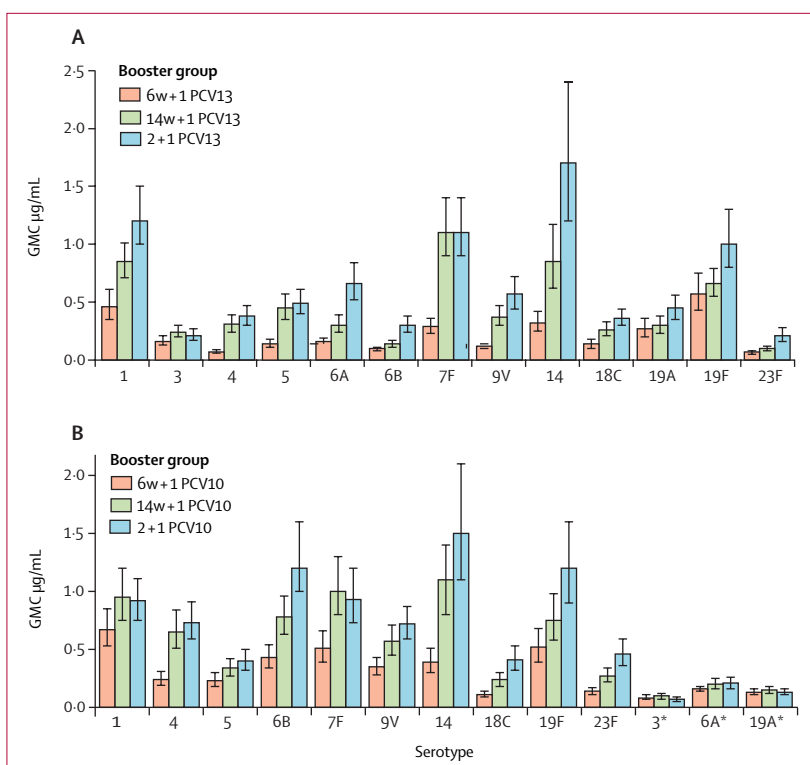 A
Booster group
6w+1 PCV13
14w+1 PCV13
2+1 PCV13
2·5
2·0
1·5
1·0
0·5
0·0
GMC µg/mL
1 3 4 5 6A 6B 7F 9V 14 18C 19A 19F 23F
B
Booster group
6w+1 PCV10
14w+1 PCV10
2+1 PCV10
2·0
1·5
1·0
0·5
0·0
GMC µg/mL
1 4 5 6B 7F 9V 14 18C 19F 23F 3* 6A* 19A*
Serotype